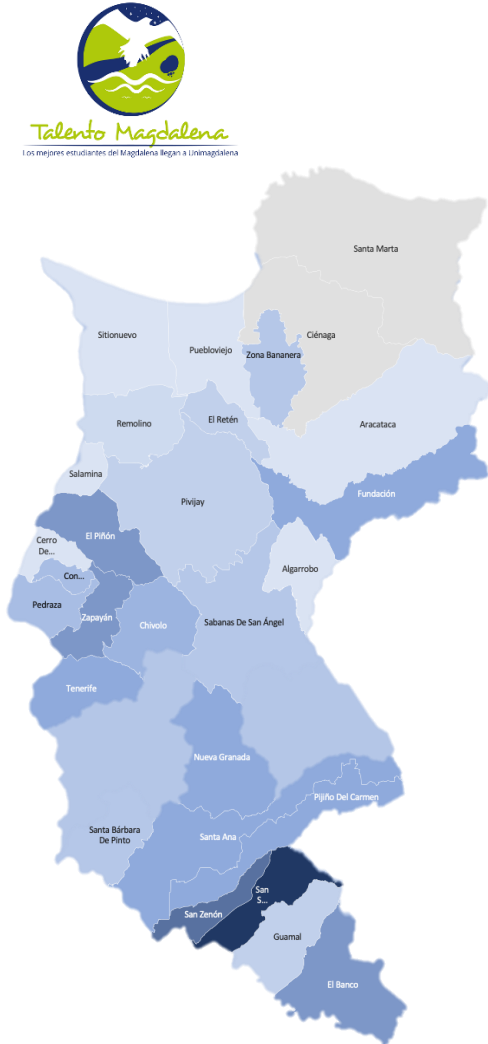 Talento Magdalena
Los mejores estudiantes del Magdalena llegan a Unimagdalena
Santa Marta
Sitionuevo
Ciénaga
Puebloviejo
Zona Bananera
El Retén
Remolino
Aracataca
Salamina
Fundación
Pivijay
El Piñón
Cerro
De...
Algarrobo
Con...
Pedraza
Zapayán
Chivolo
Sabanas De San Ángel
Tenerife
Nueva Granada
Pijiño Del Carmen
Santa Bárbara
De Pinto
Santa Ana
San
S...
San Zenón
Guamal
El Banco